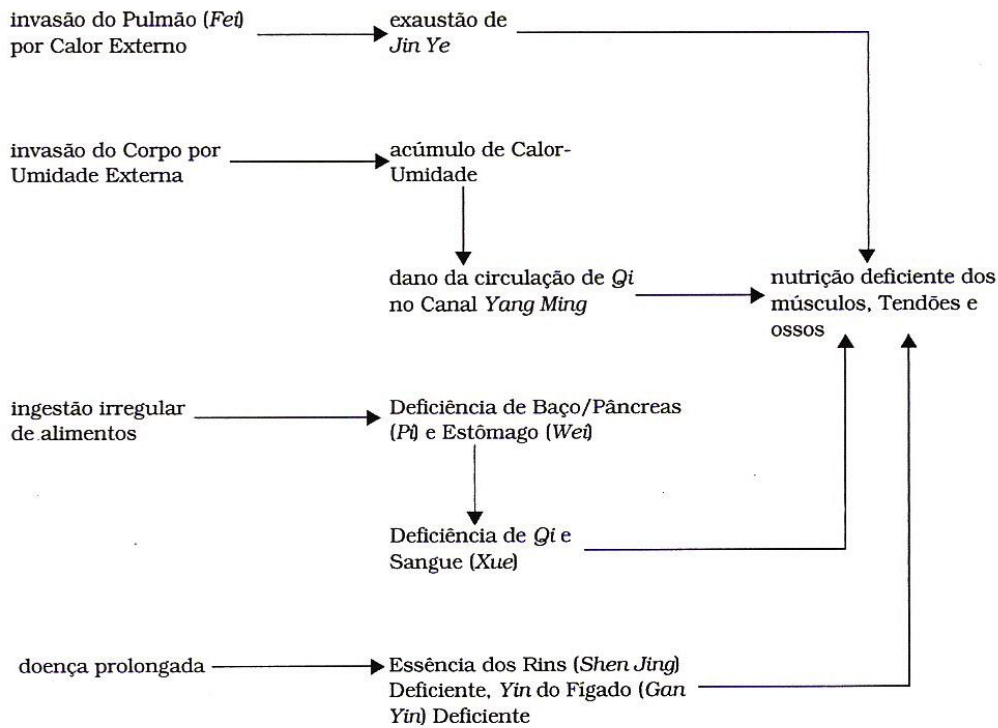 invasão do Pulmão (Fei)
por Calor Externo
exaustão de
Jin Ye
invasão do Corpo por
Umidade Externa
acúmulo de Calor-
Umidade
dano da circulação de Qi
no Canal Yang Ming
nutrição deficiente dos
músculos, Tendões e
ossos
ingestão irregular
de alimentos
Deficiência de Baço/Pâncreas
(Pi) e Estômago (Wei)
Deficiência de Qi e
Sangue (Xue)
doença prolongada
Essência dos Rins (Shen Jing)
Deficiente, Yin do Fígado (Gan
Yin) Deficiente